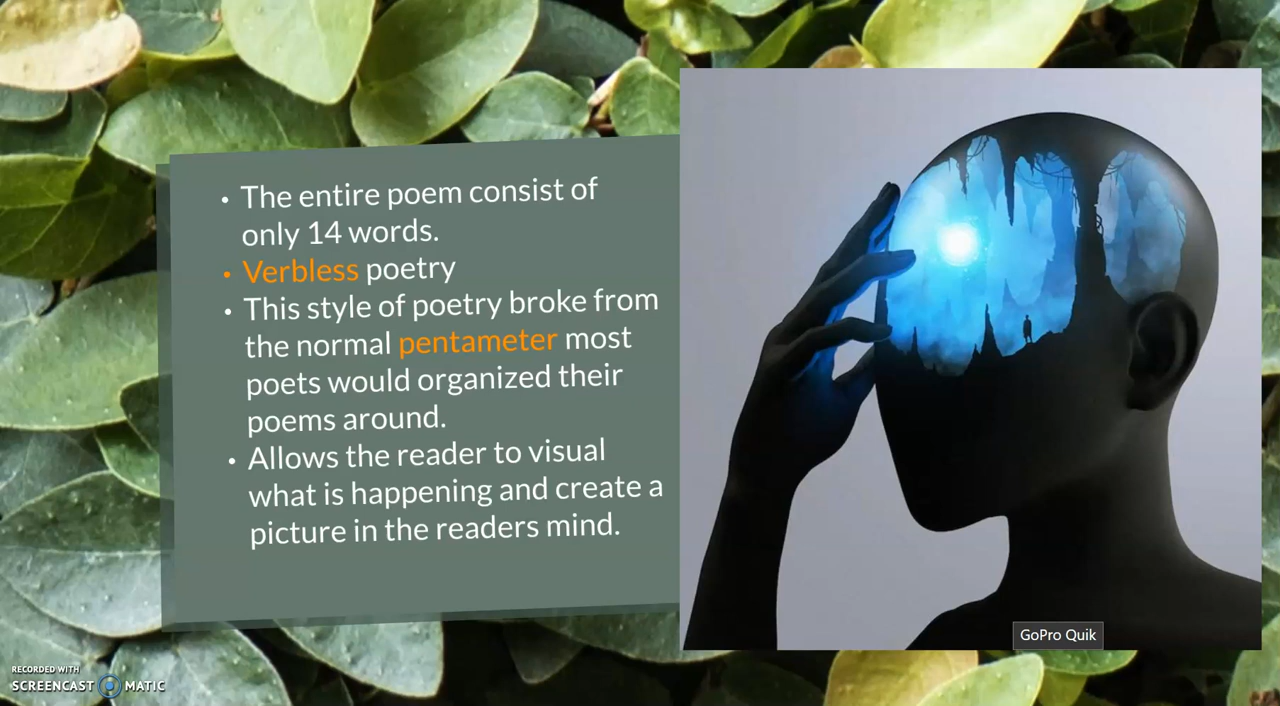 • The entire poem consist of
only 14 words.
• Verbless poetry
• This style of poetry broke from
the normal pentameter most
poets would organized their
poems around.
• Allows the reader to visual
what is happening and create a
picture in the readers mind.
GoPro Quik
RECORDED WITH
SCREENCAST MATIC